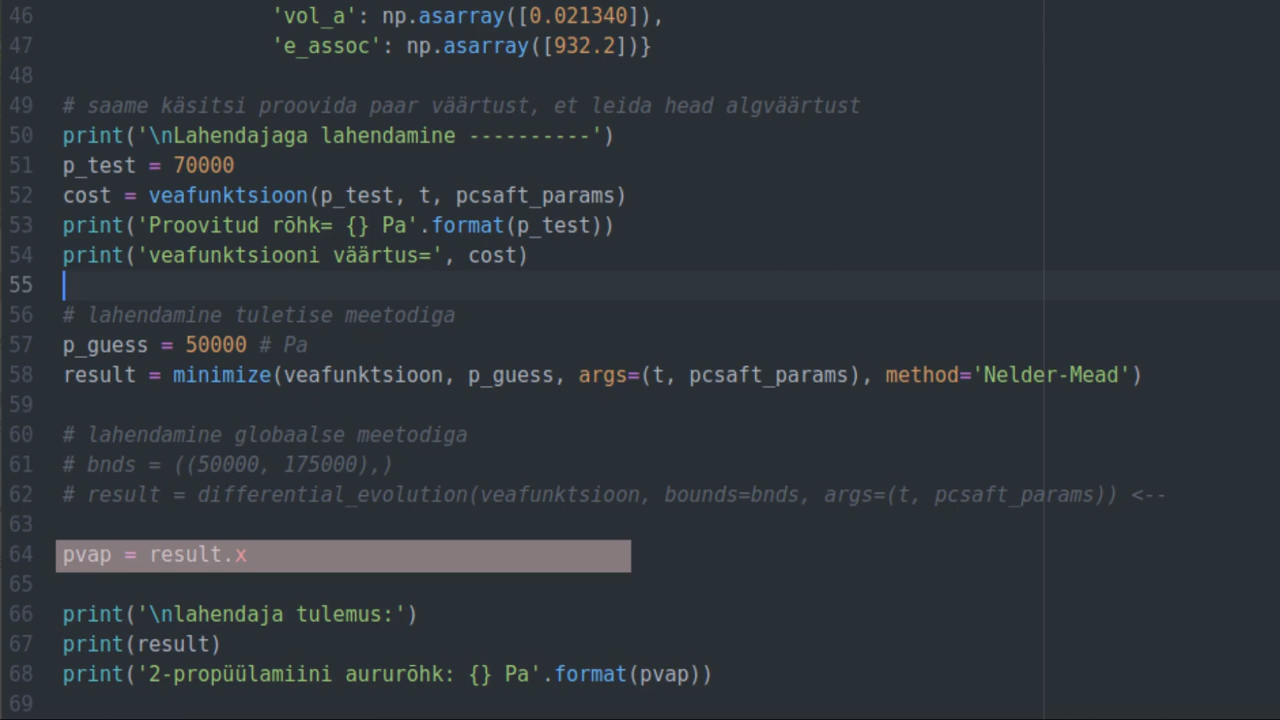 46 'vol_a': np.asarray([0.021340]),
47 'e_assoc': np.asarray([932.2])}
48
49 # saame käsitsi proovida paar väärtust, et leida head algväärtust
50 print('\nLahendajaga lahendamine ----------')
51 p_test = 70000
52 cost = veafunktsioon(p_test, t, pcsaft_params)
53 print('Proovitud rõhk= {} Pa'.format(p_test))
54 print('veafunktsiooni väärtus=', cost)
55
56 # lahendamine tuletise meetodiga
57 p_guess = 50000 # Pa
58 result = minimize(veafunktsioon, p_guess, args=(t, pcsaft_params), method='Nelder-Mead')
59
60 # lahendamine globaalse meetodiga
61 # bnds = ((50000, 175000),)
62 # result = differential_evolution(veafunktsioon, bounds=bnds, args=(t, pcsaft_params)) <--
63
64 pvap = result.x
65
66 print('\nlahendaja tulemus:')
67 print(result)
68 print('2-propüülamiini aururõhk: {} Pa'.format(pvap))
69